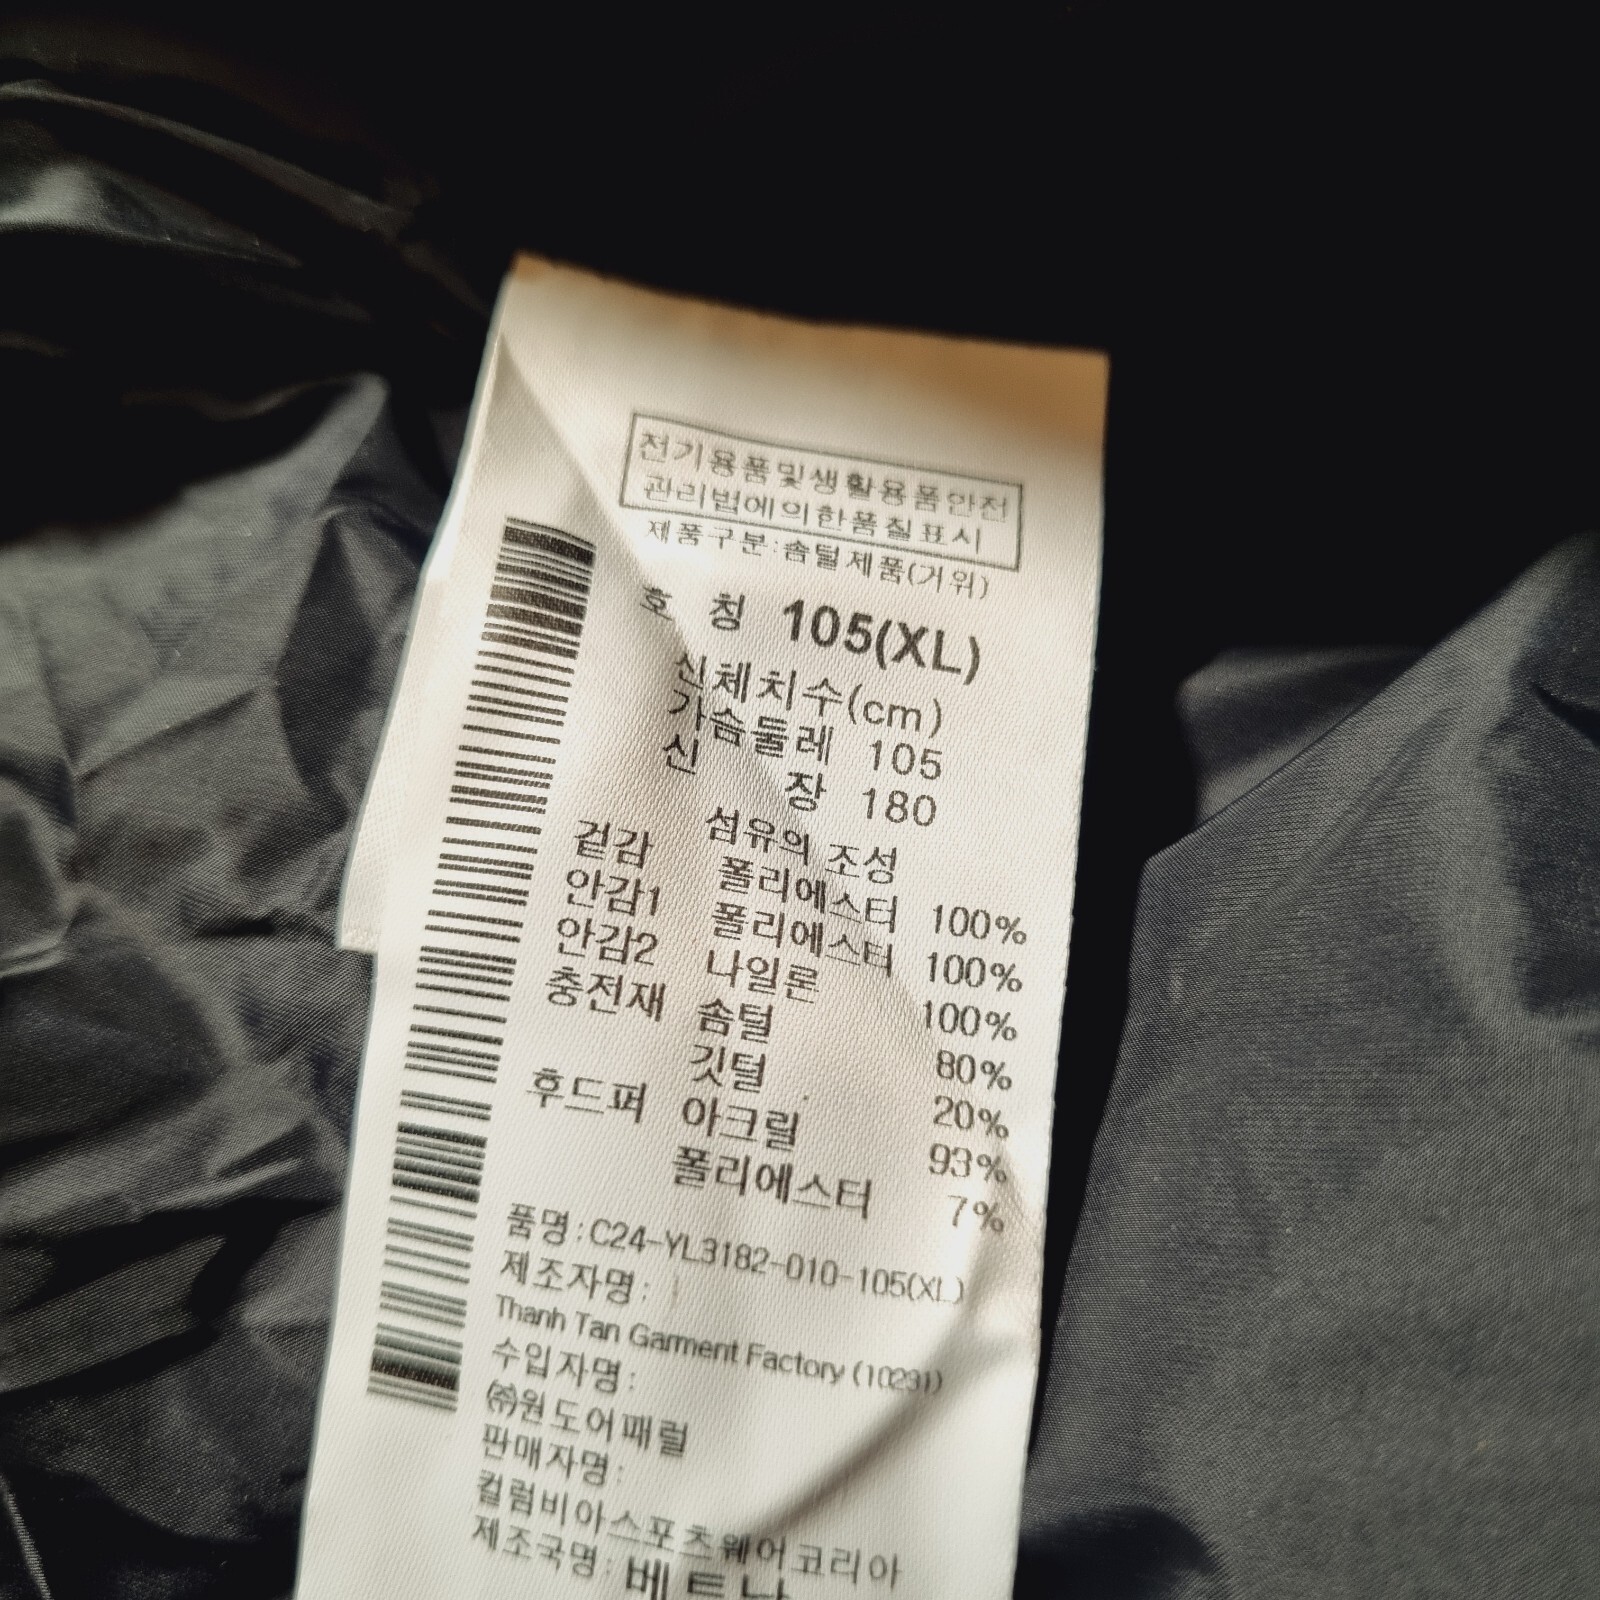 전기용품및생활용품안전
관리법에의한품질표시
제품구분:솜털제품(거위)
호 칭 105(XL)
신체치수(cm)
가슴둘레 105
신 장 180
섬유의 조성
겉감 폴리에스터 100%
안감1 폴리에스터 100%
안감2 나일론 100%
충전재 솜털 80%
깃털 20%
후드퍼 아크릴 93%
폴리에스터 7%
품명:C24-YL3182-010-105(XL)
제조자명:
Thanh Tan Garment Factory (10231)
수입자명:
㈜원도어패럴
판매자명:
컬럼비아스포츠웨어코리아
제조국명:베트남